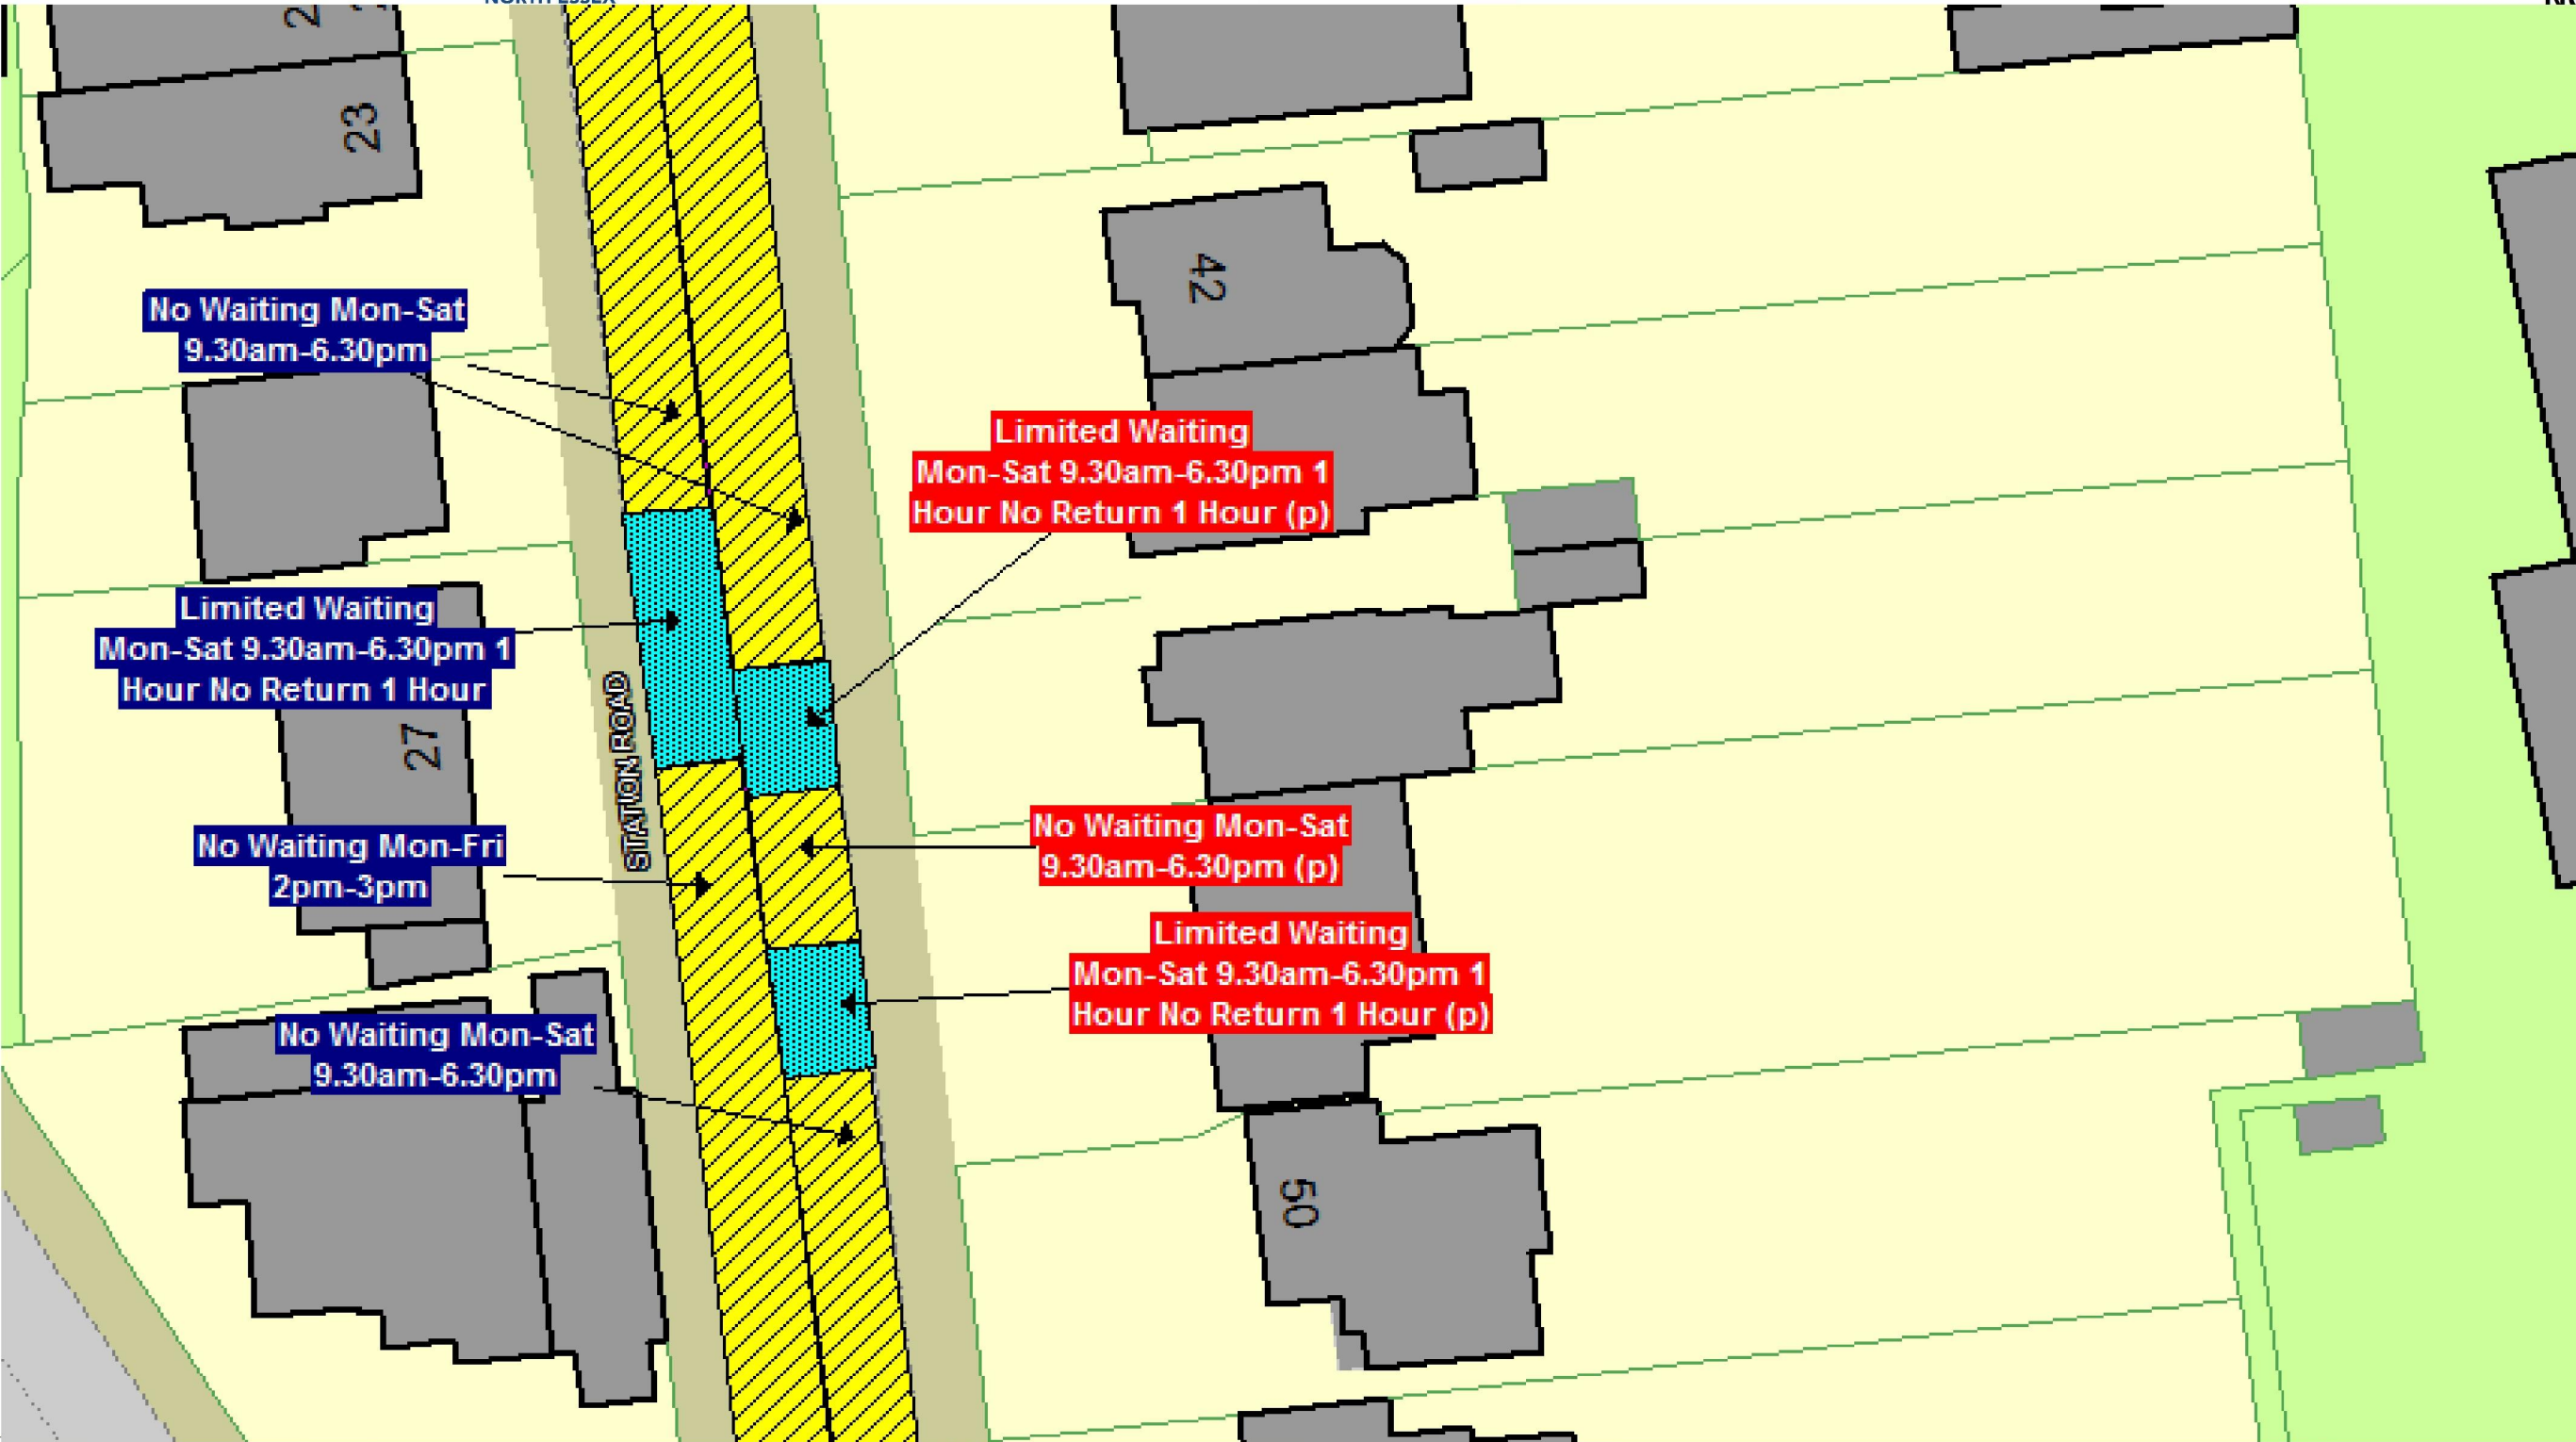 23
No Waiting Mon-Sat
9.30am-6.30pm
42
Limited Waiting
Mon-Sat 9.30am-6.30pm 1
Hour No Return 1 Hour (p)
Limited Waiting
Mon-Sat 9.30am-6.30pm 1
Hour No Return 1 Hour
STATION ROAD
27
No Waiting Mon-Sat
9.30am-6.30pm (p)
No Waiting Mon-Fri
2pm-3pm
Limited Waiting
Mon-Sat 9.30am-6.30pm 1
Hour No Return 1 Hour (p)
No Waiting Mon-Sat
9.30am-6.30pm
50